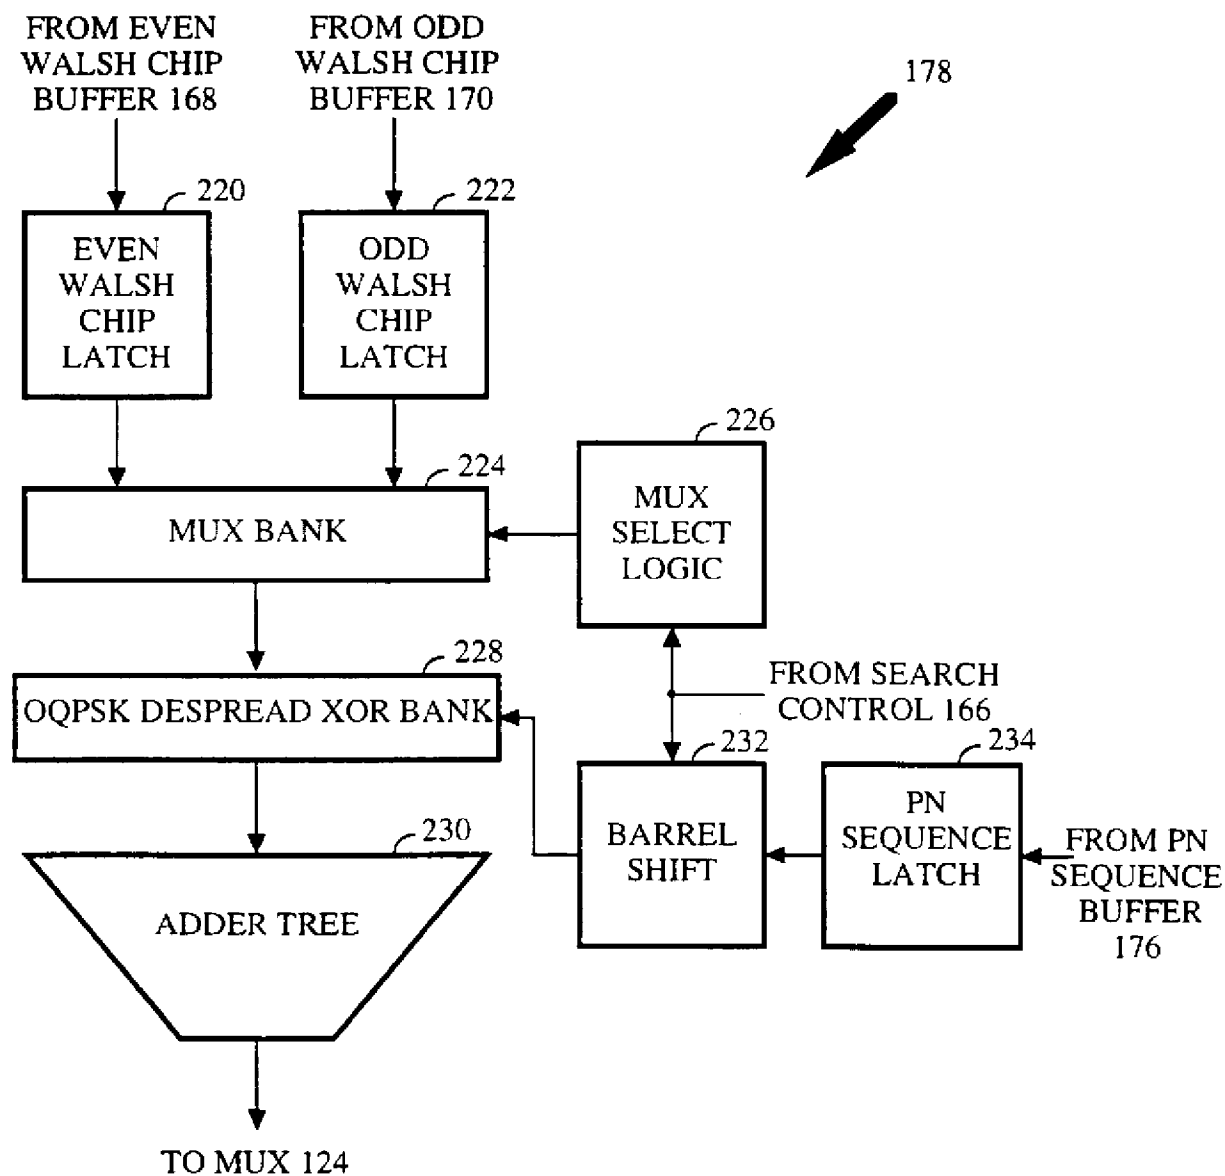 FROM EVEN
WALSH CHIP
BUFFER 168
FROM ODD
WALSH CHIP
BUFFER 170
178
220
EVEN
WALSH
CHIP
LATCH
222
ODD
WALSH
CHIP
LATCH
224
MUX BANK
226
MUX
SELECT
LOGIC
228
OQPSK DESPREAD XOR BANK
FROM SEARCH
CONTROL 166
232
BARREL
SHIFT
234
PN
SEQUENCE
LATCH
FROM PN
SEQUENCE
BUFFER
176
230
ADDER TREE
TO MUX 124